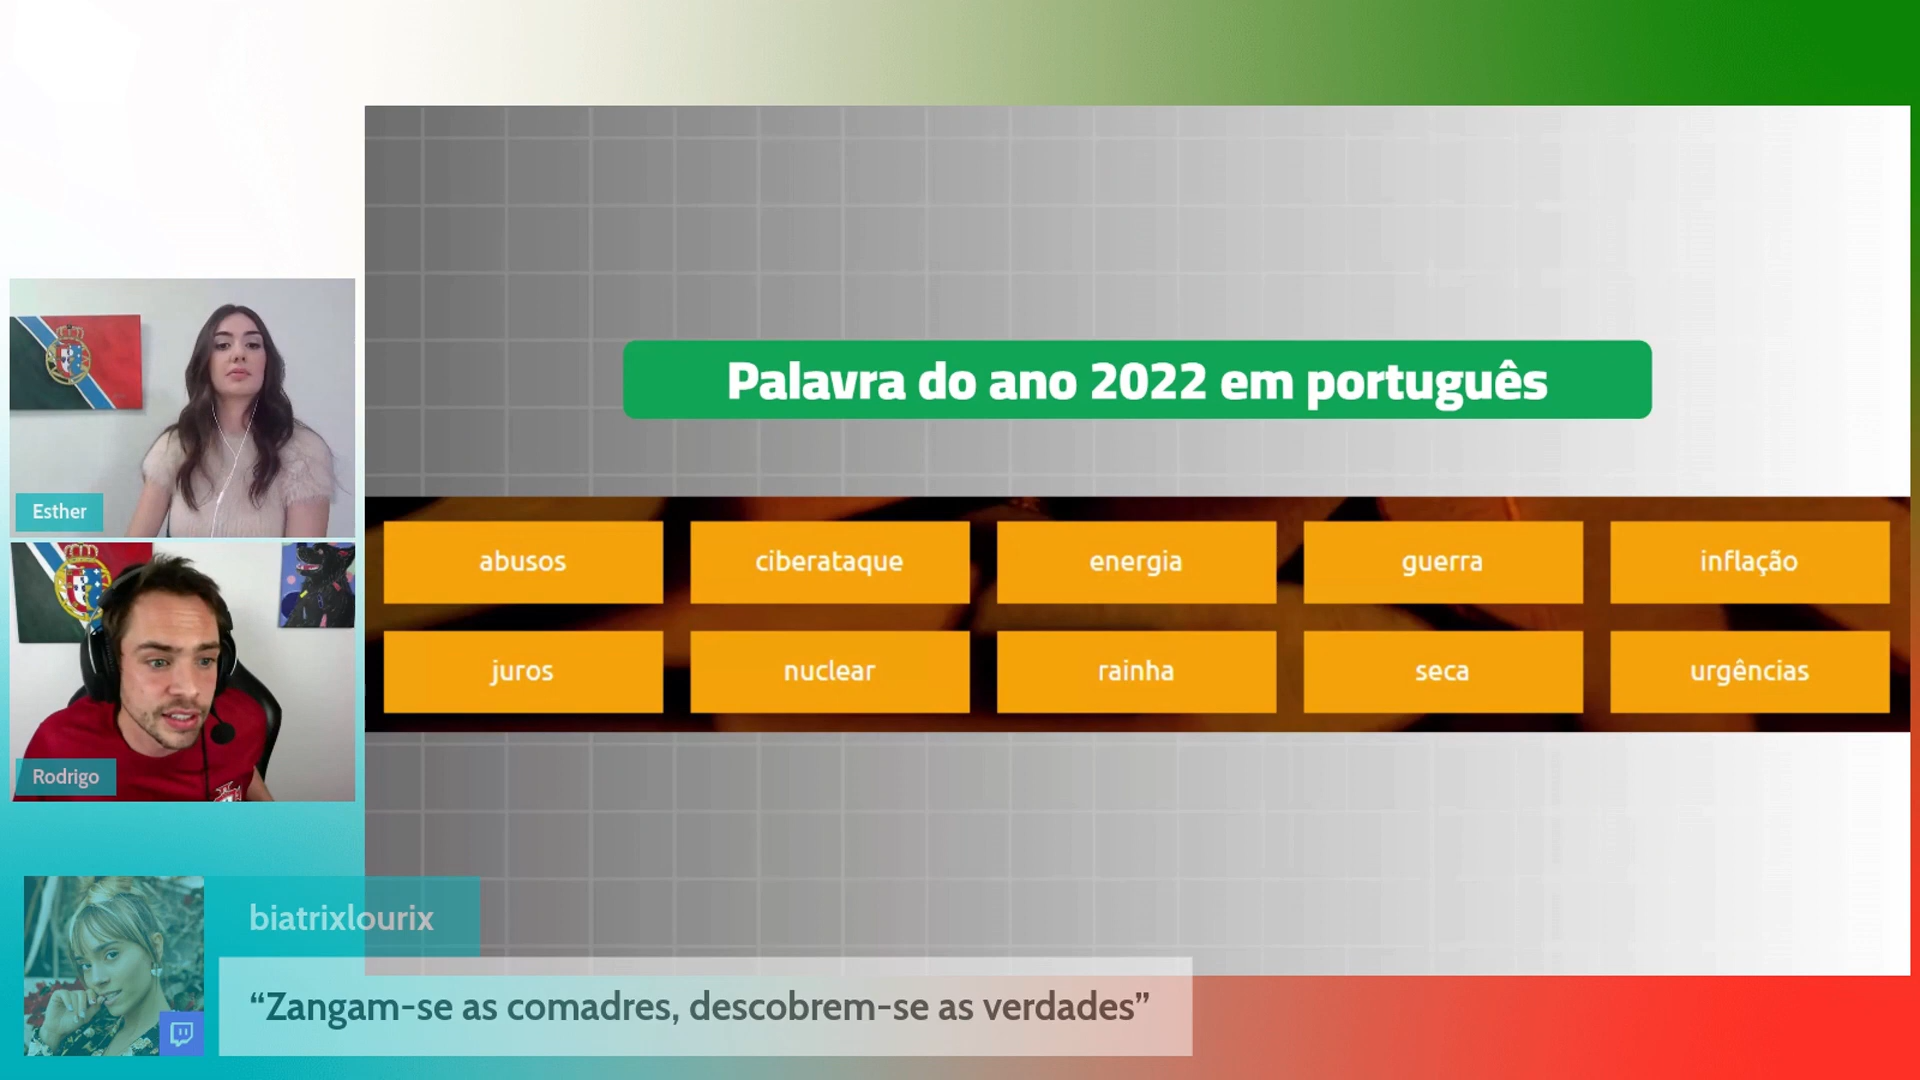 Palavra do ano 2022 em português
abusos
ciberataque
energia
guerra
inflação
juros
nuclear
rainha
seca
urgências
Esther
Rodrigo
biatrixlourix
“Zangam-se as comadres, descobrem-se as verdades”